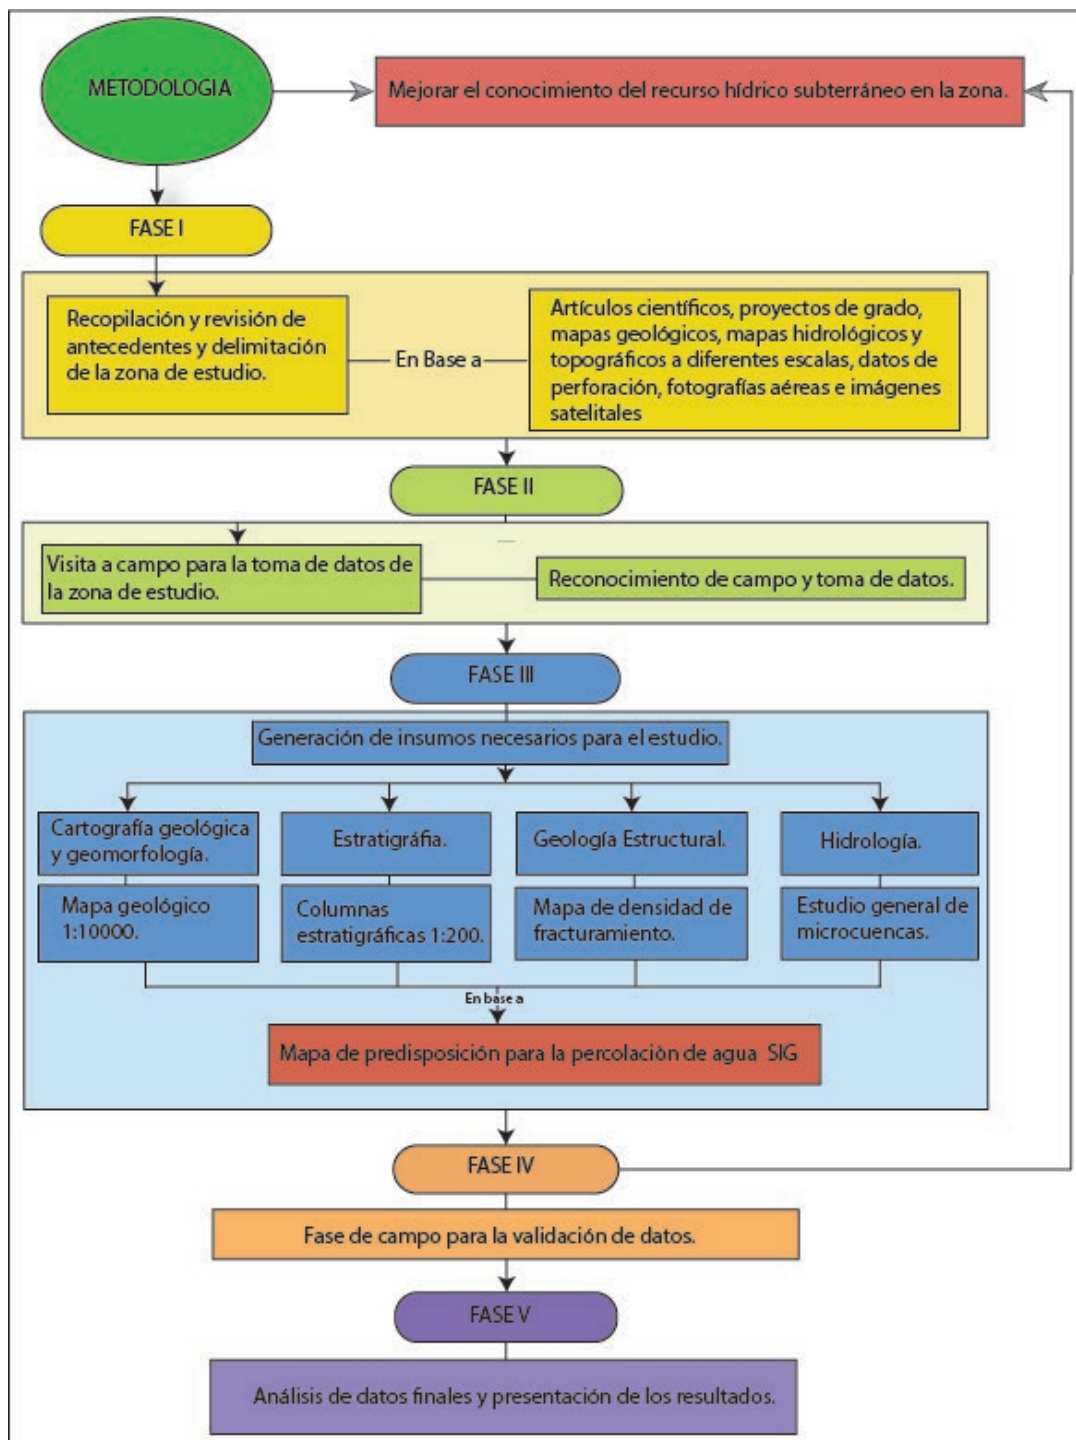 METODOLOGIA
Mejorar el conocimiento del recurso hídrico subterráneo en la zona.
FASE I
Recopilación y revisión de
antecedentes y delimitación
de la zona de estudio.
En Base a
Artículos científicos, proyectos de grado,
mapas geológicos, mapas hidrológicos y
topográficos a diferentes escalas, datos de
perforación, fotografías aéreas e imágenes
satelitales
FASE II
Visita a campo para la toma de datos de
la zona de estudio.
Reconocimiento de campo y toma de datos.
FASE III
Generación de insumos necesarios para el estudio.
Cartografía geológica
y geomorfología.
Estratigráfia.
Geología Estructural.
Hidrología.
Mapa geológico
1:10000.
Columnas
estratigráficas 1:200.
Mapa de densidad de
fracturamiento.
Estudio general de
microcuencas.
En base a
Mapa de predisposición para la percolaciòn de agua SIG
FASE IV
Fase de campo para la validación de datos.
FASE V
Análisis de datos finales y presentación de los resultados.